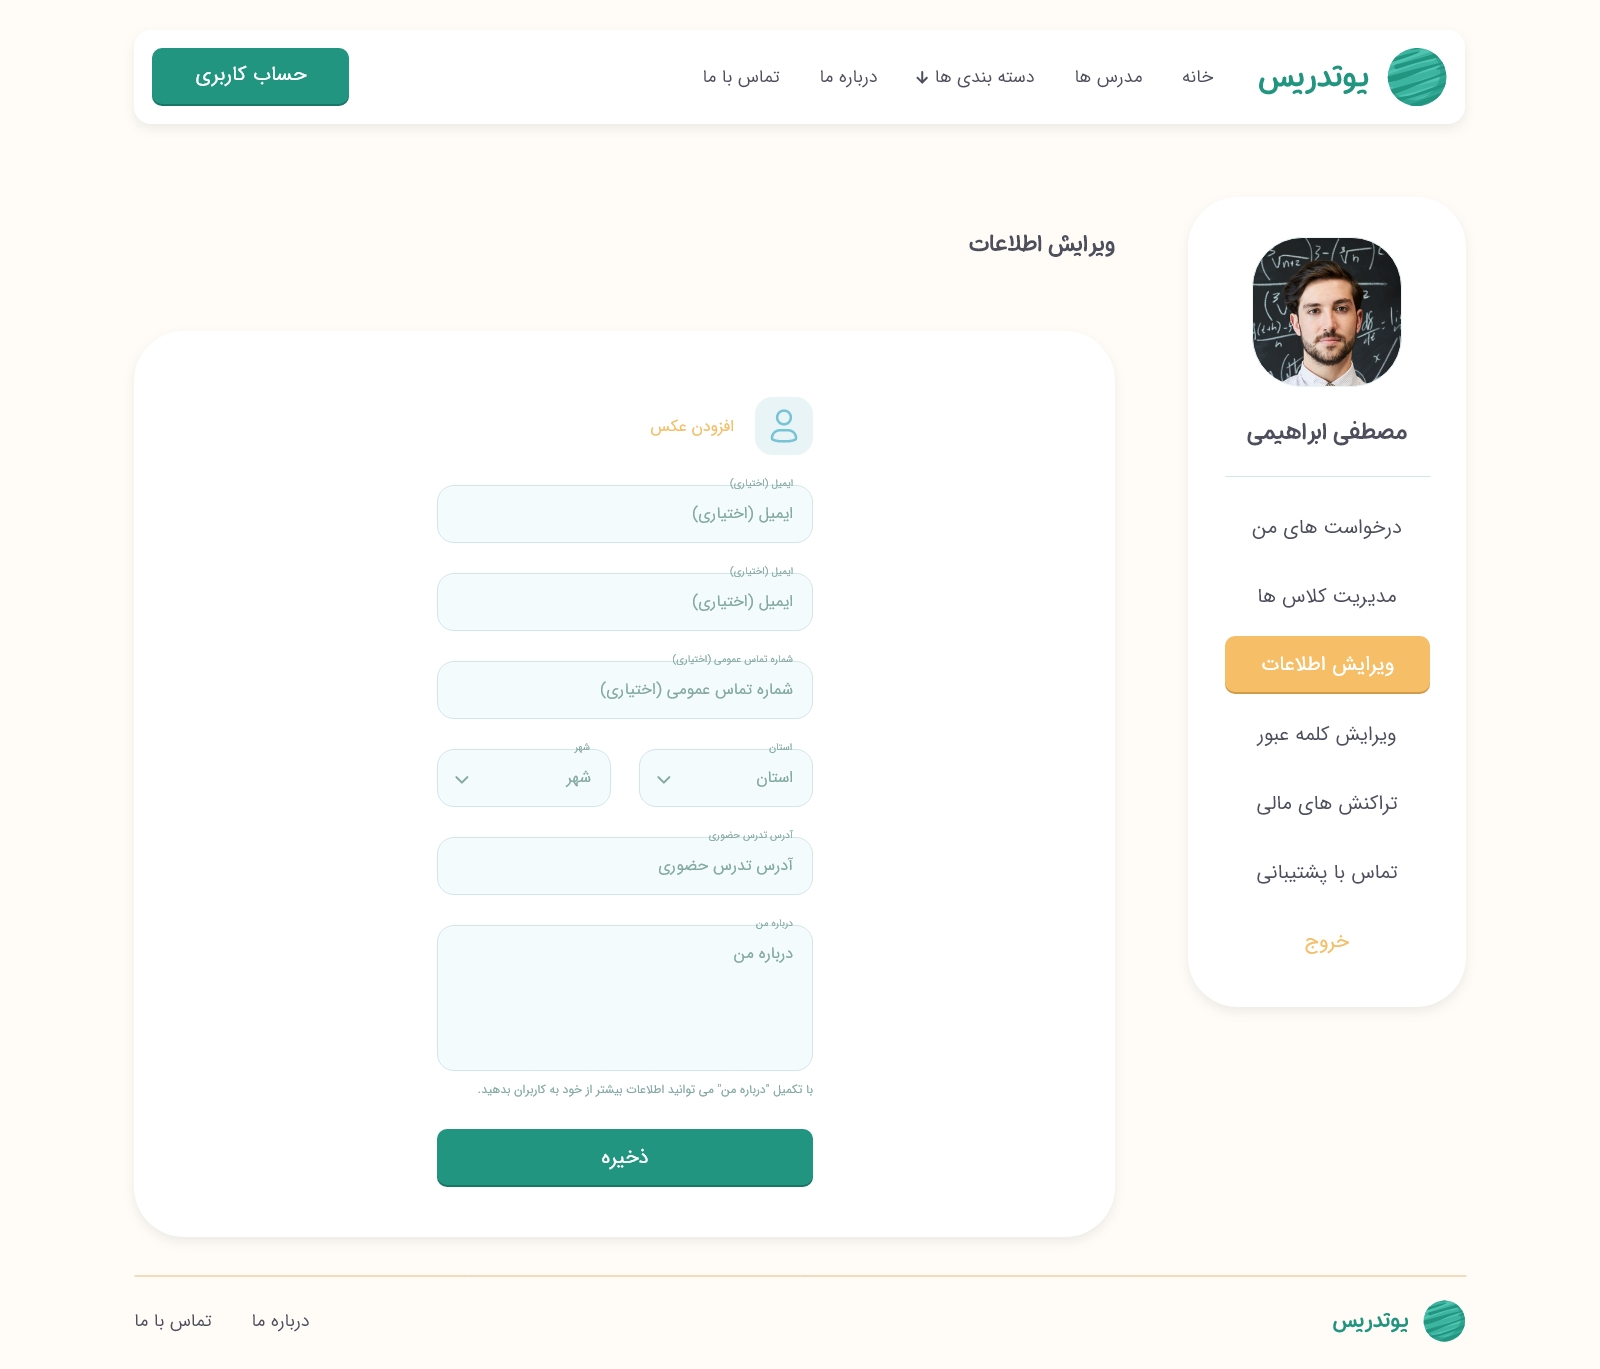 یوتدریس
خانه
مدرس ها
دسته بندی ها
درباره ما
تماس با ما
حساب کاربری
مصطفی ابراهیمی
درخواست های من
مدیریت کلاس ها
ویرایش اطلاعات
ویرایش کلمه عبور
تراکنش های مالی
تماس با پشتیبانی
خروج
ویرایش اطلاعات
افزودن عکس
ایمیل (اختیاری)
ایمیل (اختیاری)
ایمیل (اختیاری)
ایمیل (اختیاری)
شماره تماس عمومی (اختیاری)
شماره تماس عمومی (اختیاری)
استان
استان
شهر
شهر
آدرس تدرس حضوری
آدرس تدرس حضوری
درباره من
درباره من
با تکمیل "درباره من" می توانید اطلاعات بیشتر از خود به کاربران بدهید.
ذخیره
یوتدریس
درباره ما
تماس با ما